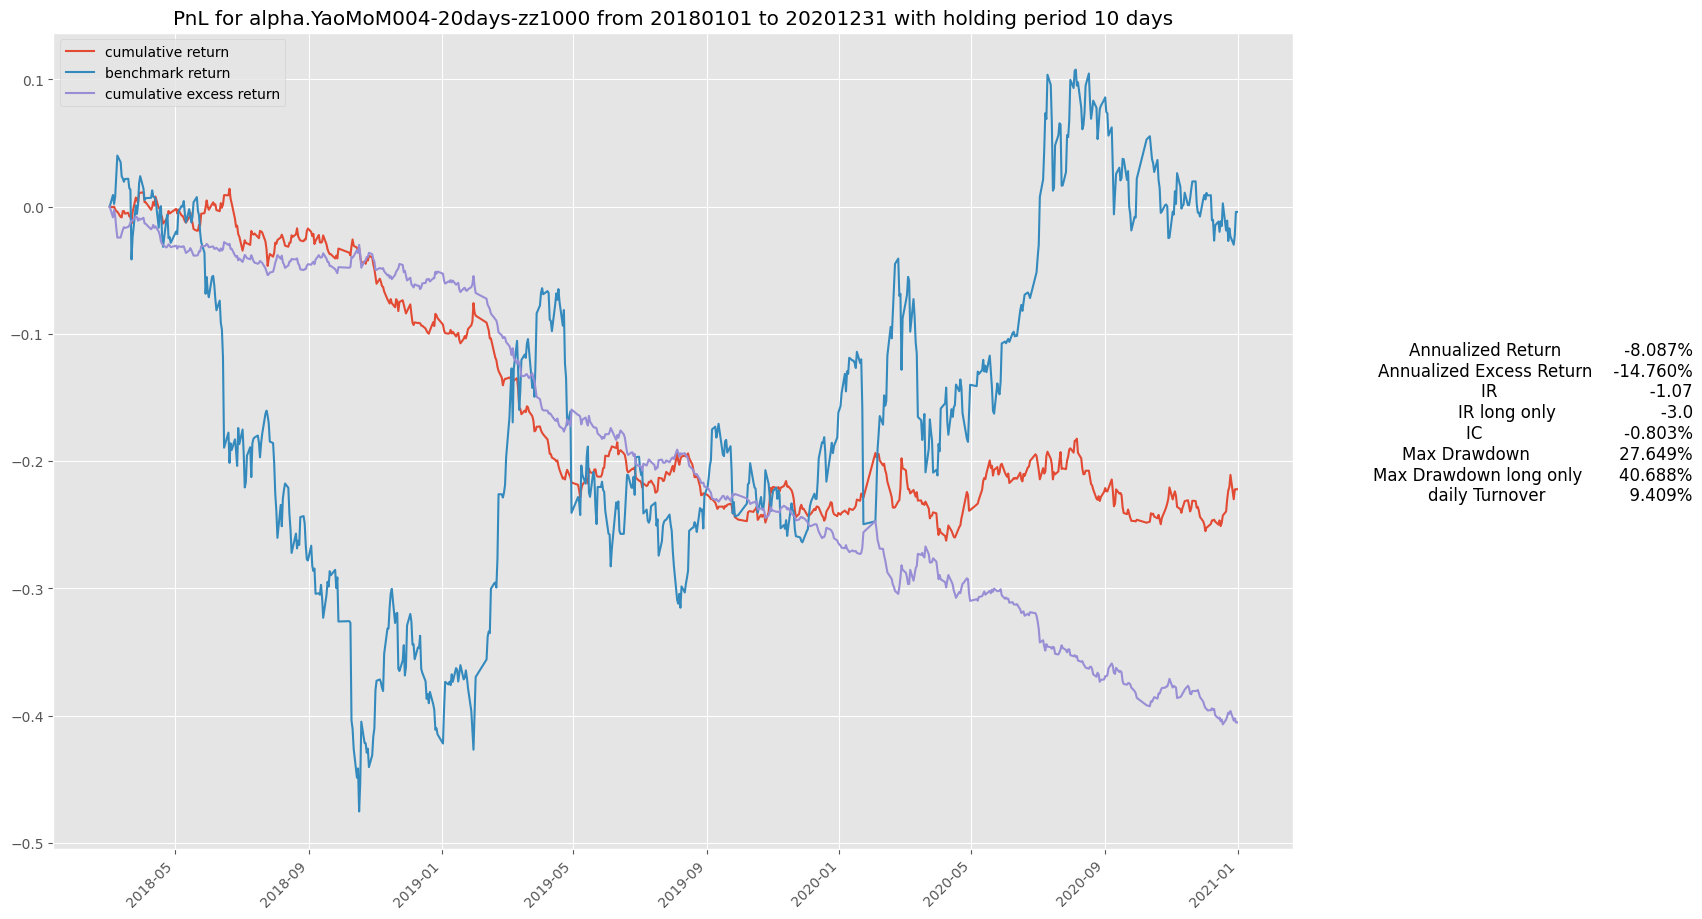 PnL for alpha.YaoMoM004-20days-zz1000 from 20180101 to 20201231 with holding period 10 days
cumulative return
benchmark return
cumulative excess return
0.1
0.0
−0.1
−0.2
−0.3
−0.4
−0.5
2018-05
2018-09
2019-01
2019-05
2019-09
2020-01
2020-05
2020-09
2021-01
Annualized Return -8.087%
Annualized Excess Return -14.760%
IR -1.07
IR long only -3.0
IC -0.803%
Max Drawdown 27.649%
Max Drawdown long only 40.688%
daily Turnover 9.409%